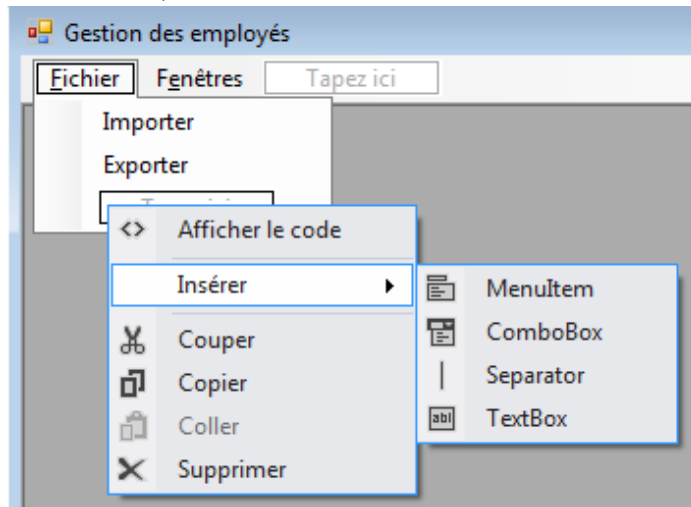 Gestion des employés
Fichier Fenêtres Tapez ici
Importer
Exporter
Afficher le code
Insérer
MenuItem
Couper
ComboBox
Copier
Separator
Coller
abl TextBox
Supprimer